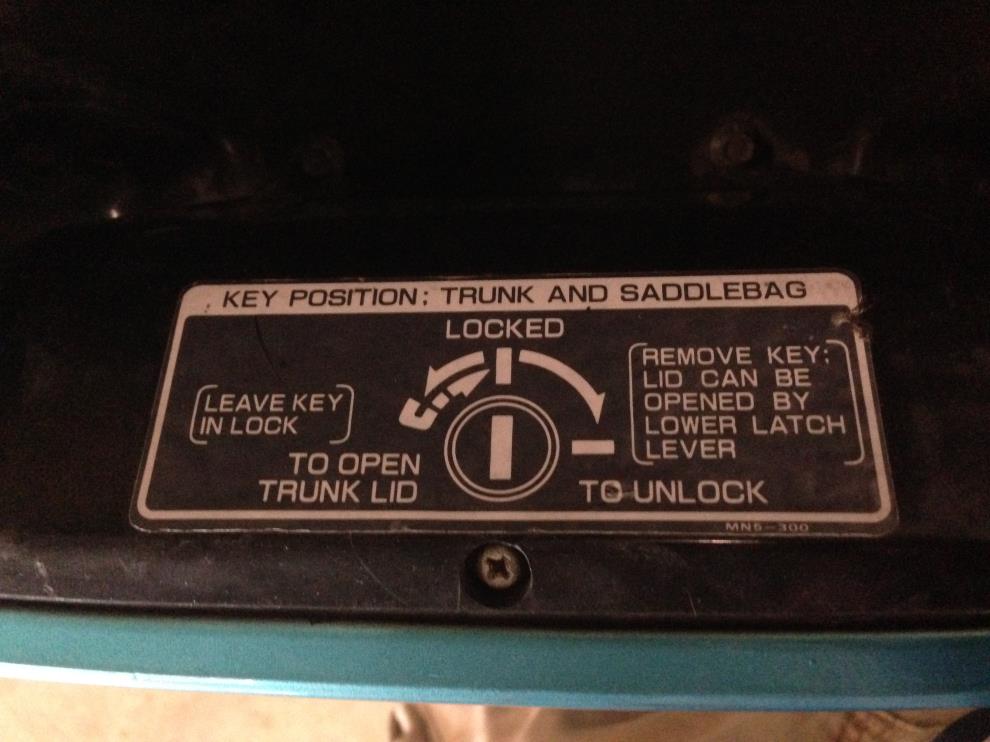 KEY POSITION: TRUNK AND SADDLEBAG
LOCKED
LEAVE KEY
IN LOCK
REMOVE KEY:
LID CAN BE
OPENED BY
LOWER LATCH
LEVER
TO OPEN
TRUNK LID
TO UNLOCK
MN5-300